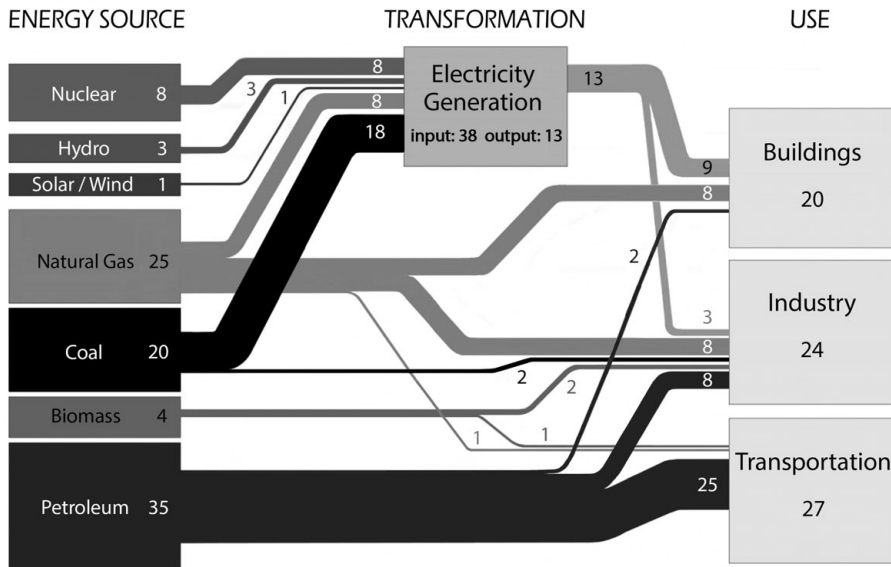 ENERGY SOURCE TRANSFORMATION USE
Nuclear 8
Hydro 3
Solar / Wind 1
Natural Gas 25
Coal 20
Biomass 4
Petroleum 35
8
3
1
8
18
Electricity
Generation
input: 38 output: 13
13
9
8
2
3
8
2
2
8
1
1
25
Buildings
20
Industry
24
Transportation
27